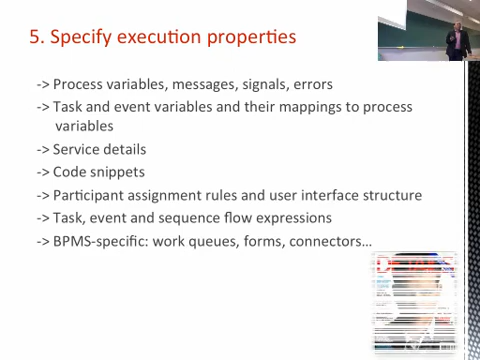 5. Specify execution properties
-> Process variables, messages, signals, errors
-> Task and event variables and their mappings to process
variables
-> Service details
-> Code snippets
-> Participant assignment rules and user interface structure
-> Task, event and sequence flow expressions
-> BPMS-specific: work queues, forms, connectors...